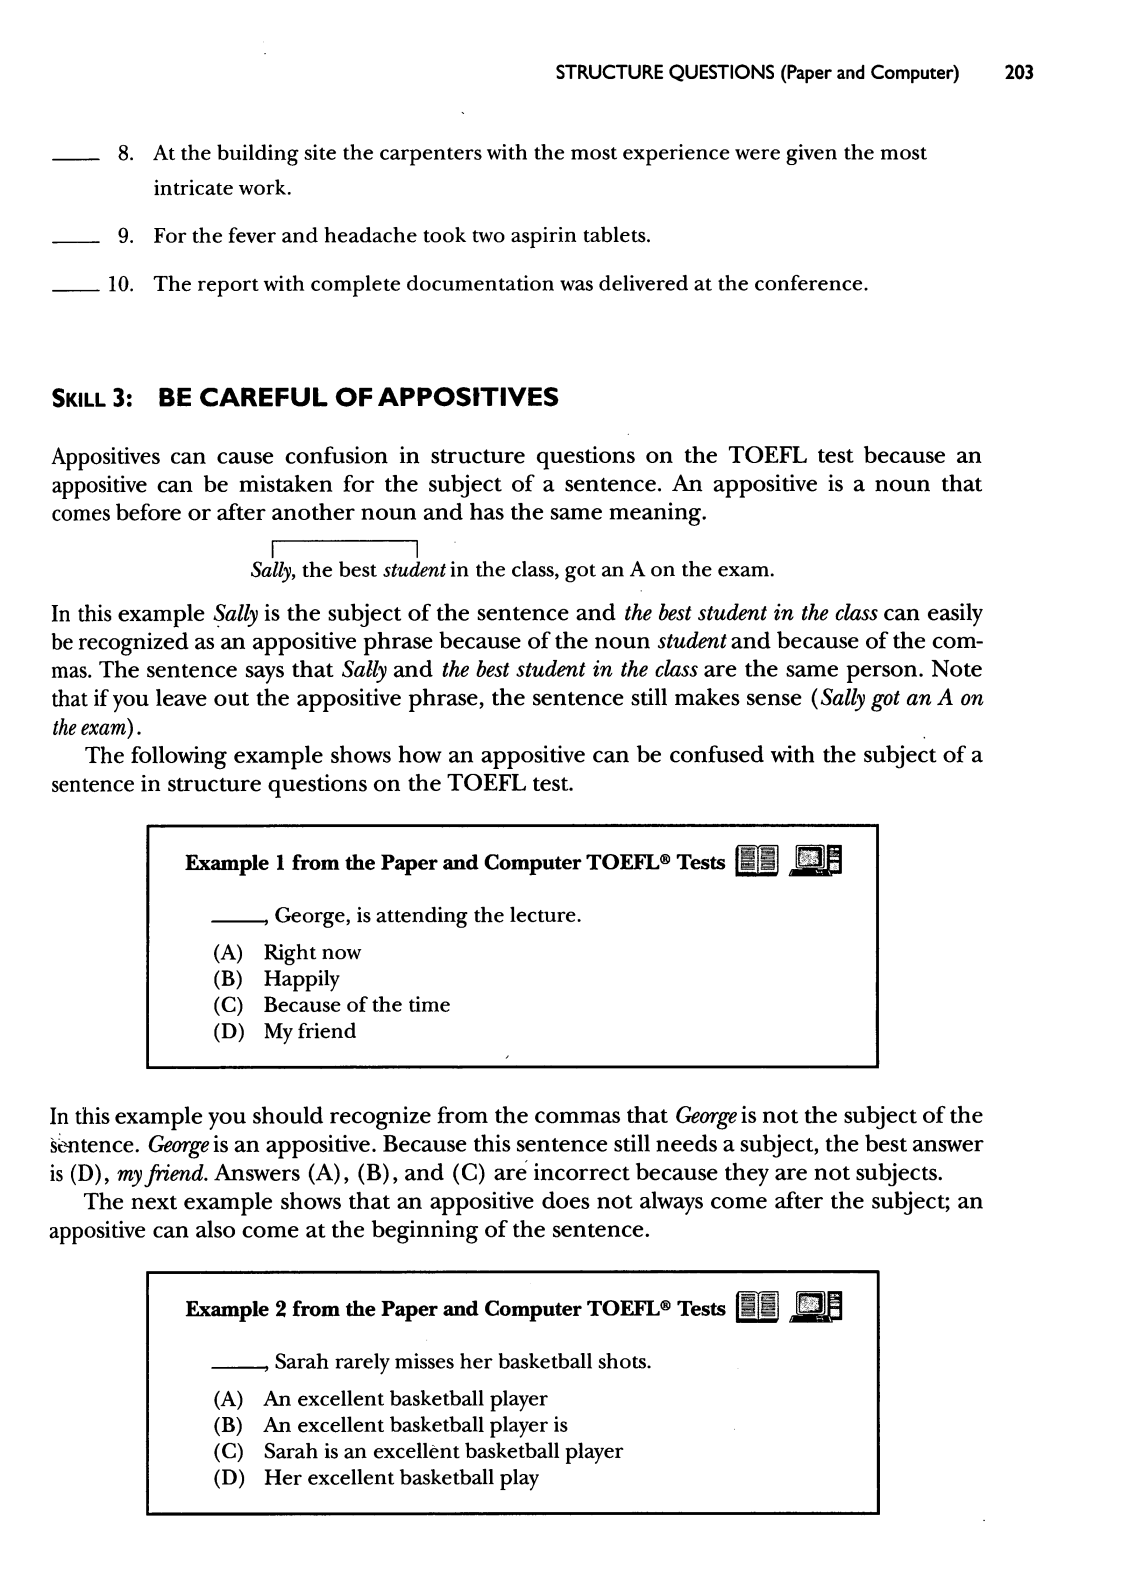 STRUCTURE QUESTIONS (Paper and Computer) 203
____ 8. At the building site the carpenters with the most experience were given the most
intricate work.
____ 9. For the fever and headache took two aspirin tablets.
____ 10. The report with complete documentation was delivered at the conference.
SKILL 3: BE CAREFUL OF APPOSITIVES
Appositives can cause confusion in structure questions on the TOEFL test because an
appositive can be mistaken for the subject of a sentence. An appositive is a noun that
comes before or after another noun and has the same meaning.
Sally, the best student in the class, got an A on the exam.
In this example Sally is the subject of the sentence and the best student in the class can easily
be recognized as an appositive phrase because of the noun student and because of the com-
mas. The sentence says that Sally and the best student in the class are the same person. Note
that if you leave out the appositive phrase, the sentence still makes sense (Sally got an A on
the exam).
The following example shows how an appositive can be confused with the subject of a
sentence in structure questions on the TOEFL test.
Example 1 from the Paper and Computer TOEFL® Tests
____, George, is attending the lecture.
(A) Right now
(B) Happily
(C) Because of the time
(D) My friend
In this example you should recognize from the commas that George is not the subject of the
sentence. George is an appositive. Because this sentence still needs a subject, the best answer
is (D), my friend. Answers (A), (B), and (C) are incorrect because they are not subjects.
The next example shows that an appositive does not always come after the subject; an
appositive can also come at the beginning of the sentence.
Example 2 from the Paper and Computer TOEFL® Tests
____, Sarah rarely misses her basketball shots.
(A) An excellent basketball player
(B) An excellent basketball player is
(C) Sarah is an excellent basketball player
(D) Her excellent basketball play